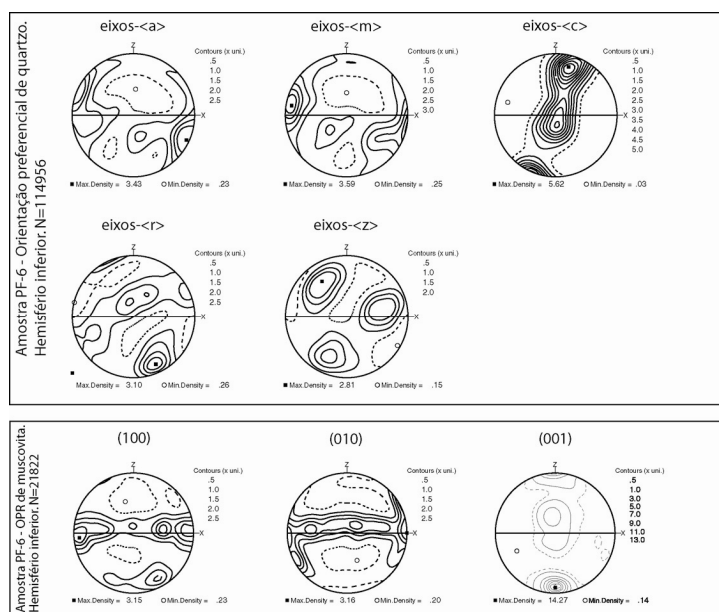 Amostra PF-6 - Orientação preferencial de quartzo.
Hemisfério inferior. N=114956
eixos-<a>
Z
X
Contours (x uni.)
.5
1.0
1.5
2.0
2.5
■ Max.Density = 3.43 O Min.Density = .23
eixos-<m>
Z
X
Contours (x uni.)
.5
1.0
1.5
2.0
2.5
3.0
■ Max.Density = 3.59 O Min.Density = .25
eixos-<c>
Z
X
Contours (x uni.)
.5
1.0
1.5
2.0
2.5
3.0
3.5
4.0
4.5
5.0
■ Max.Density = 5.62 O Min.Density = .03
eixos-<r>
Z
X
Contours (x uni.)
.5
1.0
1.5
2.0
2.5
■ Max.Density = 3.10 O Min.Density = .26
eixos-<z>
Z
X
Contours (x uni.)
.5
1.0
1.5
2.0
■ Max.Density = 2.81 O Min.Density = .15
Amostra PF-6 - OPR de muscovita.
Hemisfério inferior. N=21822
(100)
Z
X
Contours (x uni.)
.5
1.0
1.5
2.0
2.5
■ Max.Density = 3.15 O Min.Density = .23
(010)
Z
X
Contours (x uni.)
.5
1.0
1.5
2.0
2.5
■ Max.Density = 3.16 O Min.Density = .20
(001)
Z
X
Contours (x uni.)
.5
1.0
3.0
5.0
7.0
9.0
11.0
13.0
■ Max.Density = 14.27 O Min.Density = .14